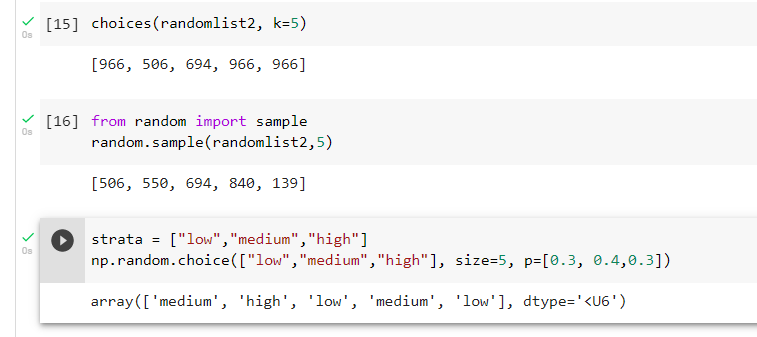 [15] choices(randomlist2, k=5)
0s
[966, 506, 694, 966, 966]
[16] from random import sample
0s
random.sample(randomlist2,5)
[506, 550, 694, 840, 139]
strata = ["low","medium","high"]
0s
np.random.choice(["low","medium","high"], size=5, p=[0.3, 0.4,0.3])
array(['medium', 'high', 'low', 'medium', 'low'], dtype='<U6')